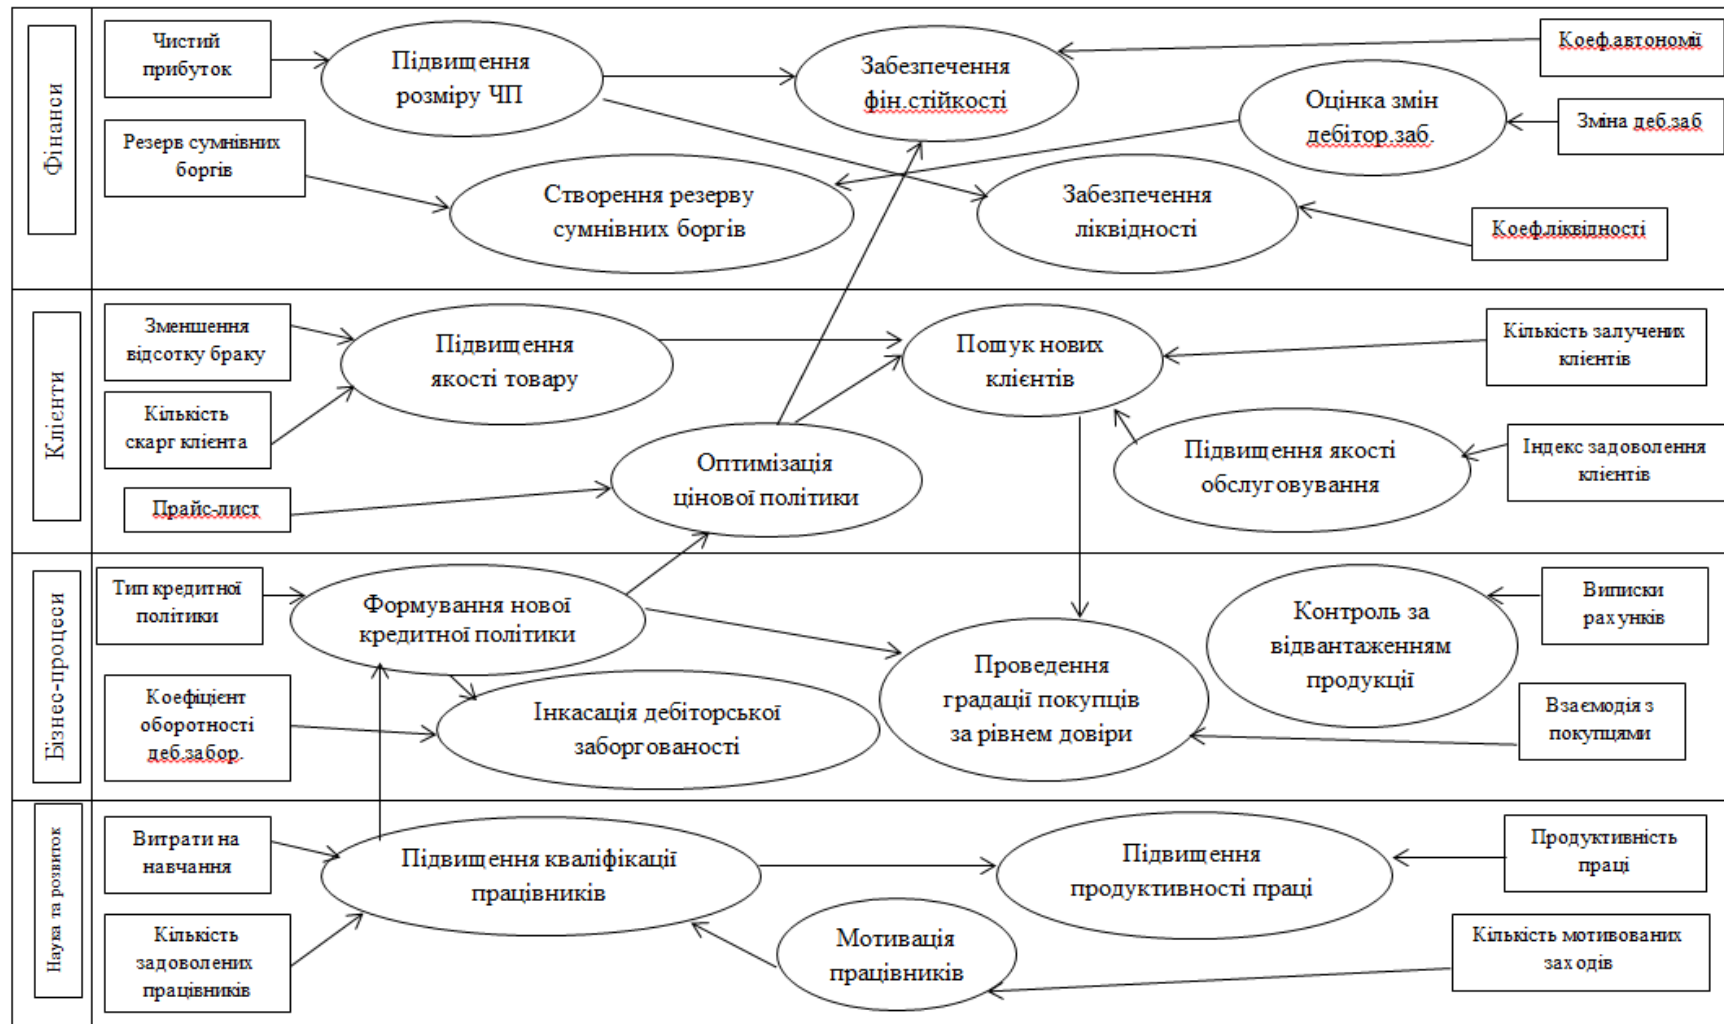 Фінанси
Чистий
прибуток
Підвищення
розміру ЧП
Забезпечення
фін.стійкості
Коеф.автономії
Оцінка змін
дебітор.заб.
Зміна деб.заб
Резерв сумнівних
боргів
Створення резерву
сумнівних боргів
Забезпечення
ліквідності
Коеф.ліквідності
Клієнти
Зменшення
відсотку браку
Підвищення
якості товару
Пошук нових
клієнтів
Кількість залучених
клієнтів
Кількість
скарг клієнта
Оптимізація
цінової політики
Підвищення якості
обслуговування
Індекс задоволення
клієнтів
Прайс-лист
Бізнес-процеси
Тип кредитної
політики
Формування нової
кредитної політики
Проведення
градації покупців
за рівнем довіри
Контроль за
відвантаженням
продукції
Виписки
рахунків
Коефіцієнт
оборотності
деб.забор.
Інкасація дебіторської
заборгованості
Взаємодія з
покупцями
Наука та розвиток
Витрати на
навчання
Підвищення кваліфікації
працівників
Підвищення
продуктивності праці
Продуктивність
праці
Кількість
задоволених
працівників
Мотивація
працівників
Кількість мотивованих
заходів